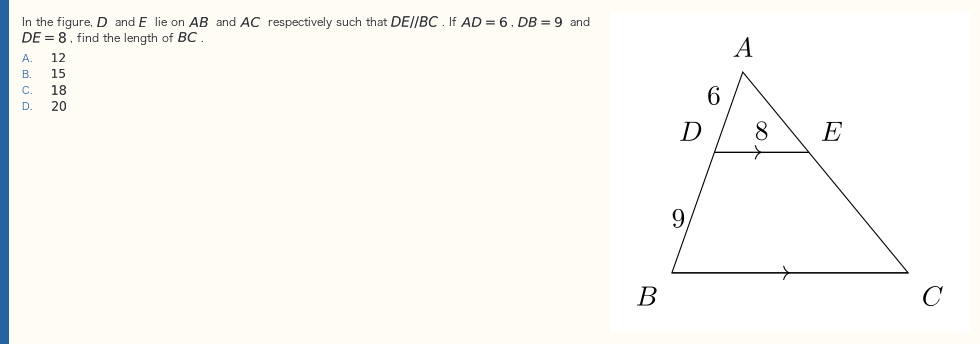 In the figure, D and E lie on AB and AC respectively such that DE//BC . If AD = 6 , DB = 9 and
DE = 8 , find the length of BC .
A. 12
B. 15
C. 18
D. 20
A
6
D 8 E
9
B C